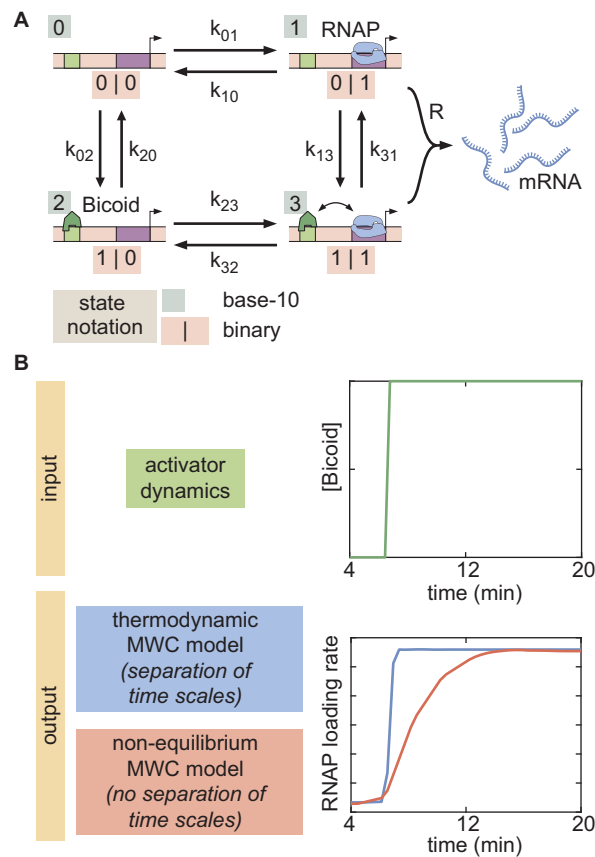 A
0
1
RNAP
k01
k10
0|0
0|1
R
k02
k20
k13
k31
mRNA
2
Bicoid
3
k23
k32
1|0
1|1
state
notation
base-10
|
binary
B
input
activator
dynamics
[Bicoid]
4
12
20
time (min)
output
thermodynamic
MWC model
(separation of
time scales)
non-equilibrium
MWC model
(no separation of
time scales)
RNAP loading rate
4
12
20
time (min)